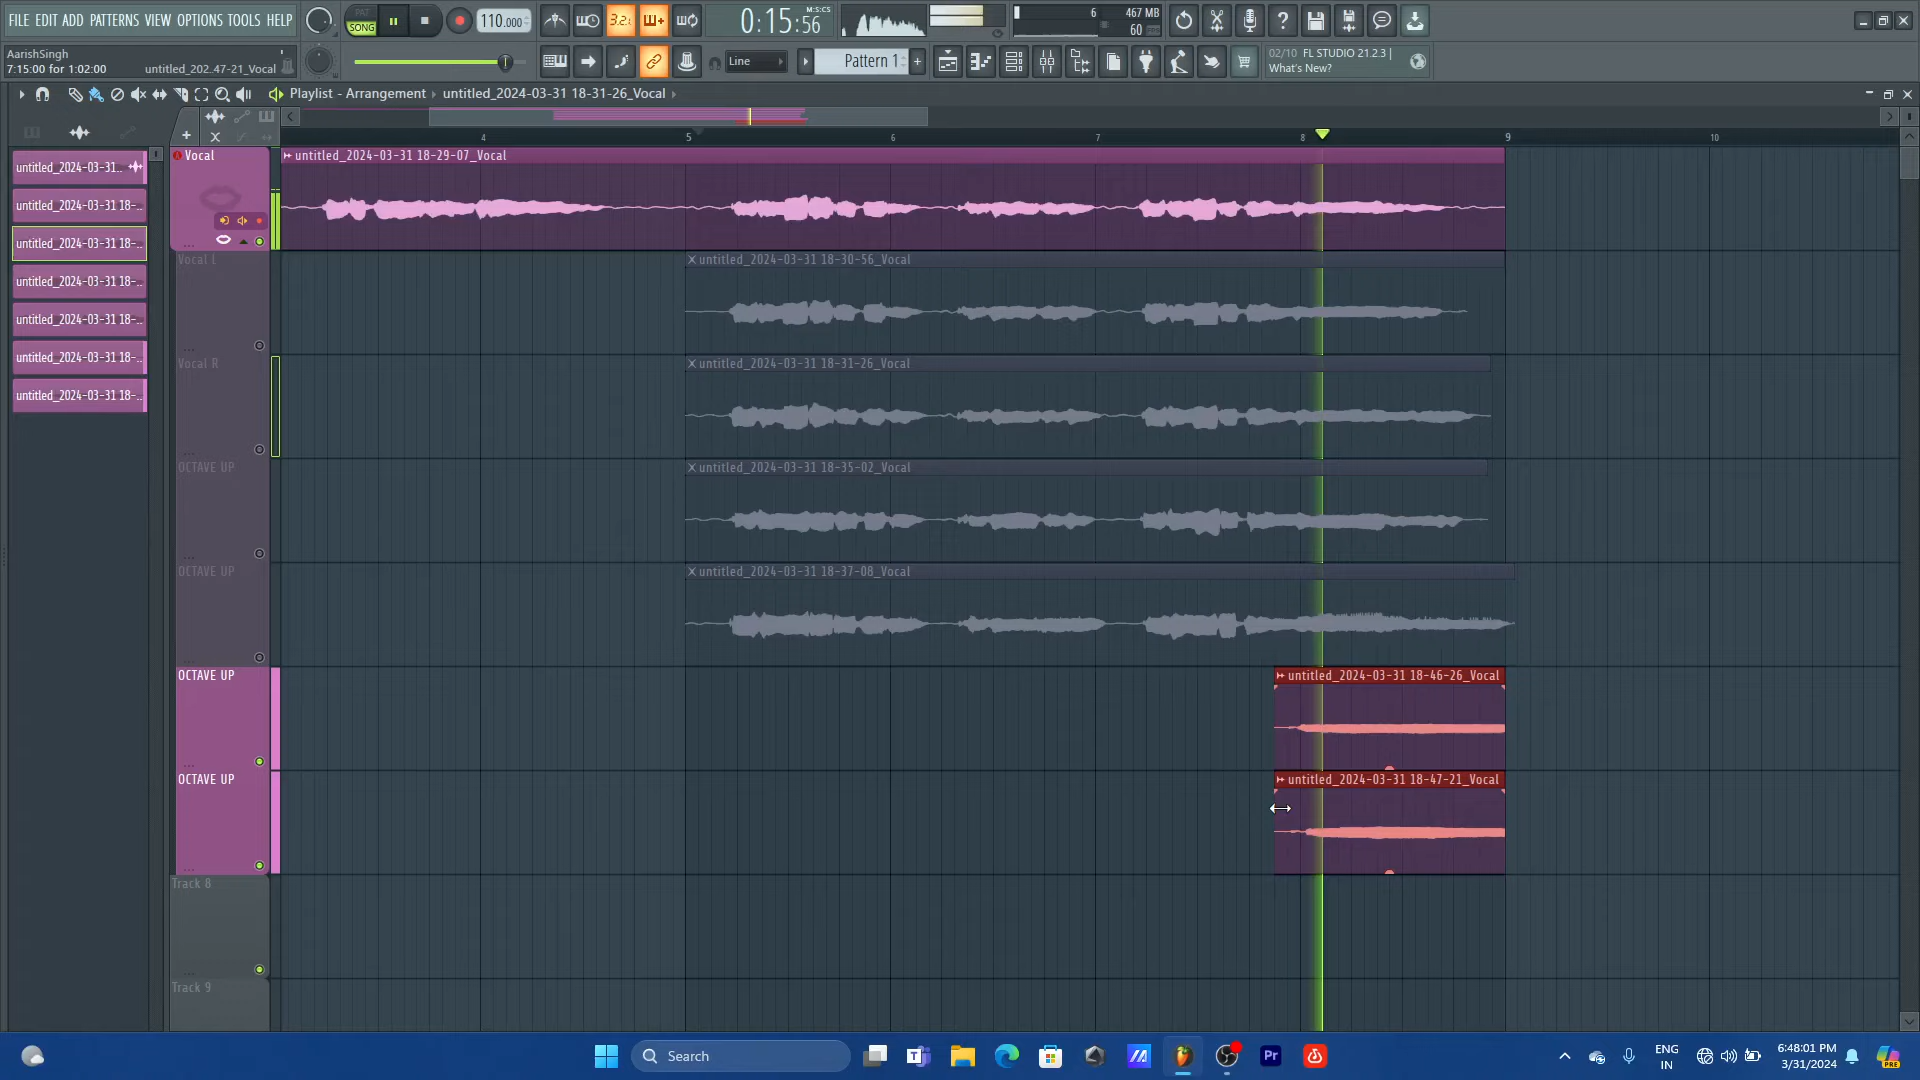 FILE EDIT ADD PATTERNS VIEW OPTIONS TOOLS HELP
PAT
SONG
110.000
3.2.
0:15:56
M:S:CS
6
467 MB
60
AarishSingh
7:15:00 for 1:02:00
untitled_202..47-21_Vocal
Line
Pattern 1
02/10 FL STUDIO 21.2.3 |
What's New?
Playlist - Arrangement
untitled_2024-03-31 18-31-26_Vocal
4
5
6
7
8
9
10
untitled_2024-03-31..
untitled_2024-03-31 18-..
untitled_2024-03-31 18-..
untitled_2024-03-31 18-..
untitled_2024-03-31 18-..
untitled_2024-03-31 18-..
untitled_2024-03-31 18-..
Vocal
untitled_2024-03-31 18-29-07_Vocal
Vocal L
untitled_2024-03-31 18-30-56_Vocal
Vocal R
untitled_2024-03-31 18-31-26_Vocal
OCTAVE UP
untitled_2024-03-31 18-35-02_Vocal
OCTAVE UP
untitled_2024-03-31 18-37-08_Vocal
OCTAVE UP
untitled_2024-03-31 18-46-26_Vocal
OCTAVE UP
untitled_2024-03-31 18-47-21_Vocal
Track 8
Track 9
Search
Pr
ENG
IN
6:48:01 PM
3/31/2024
PRE